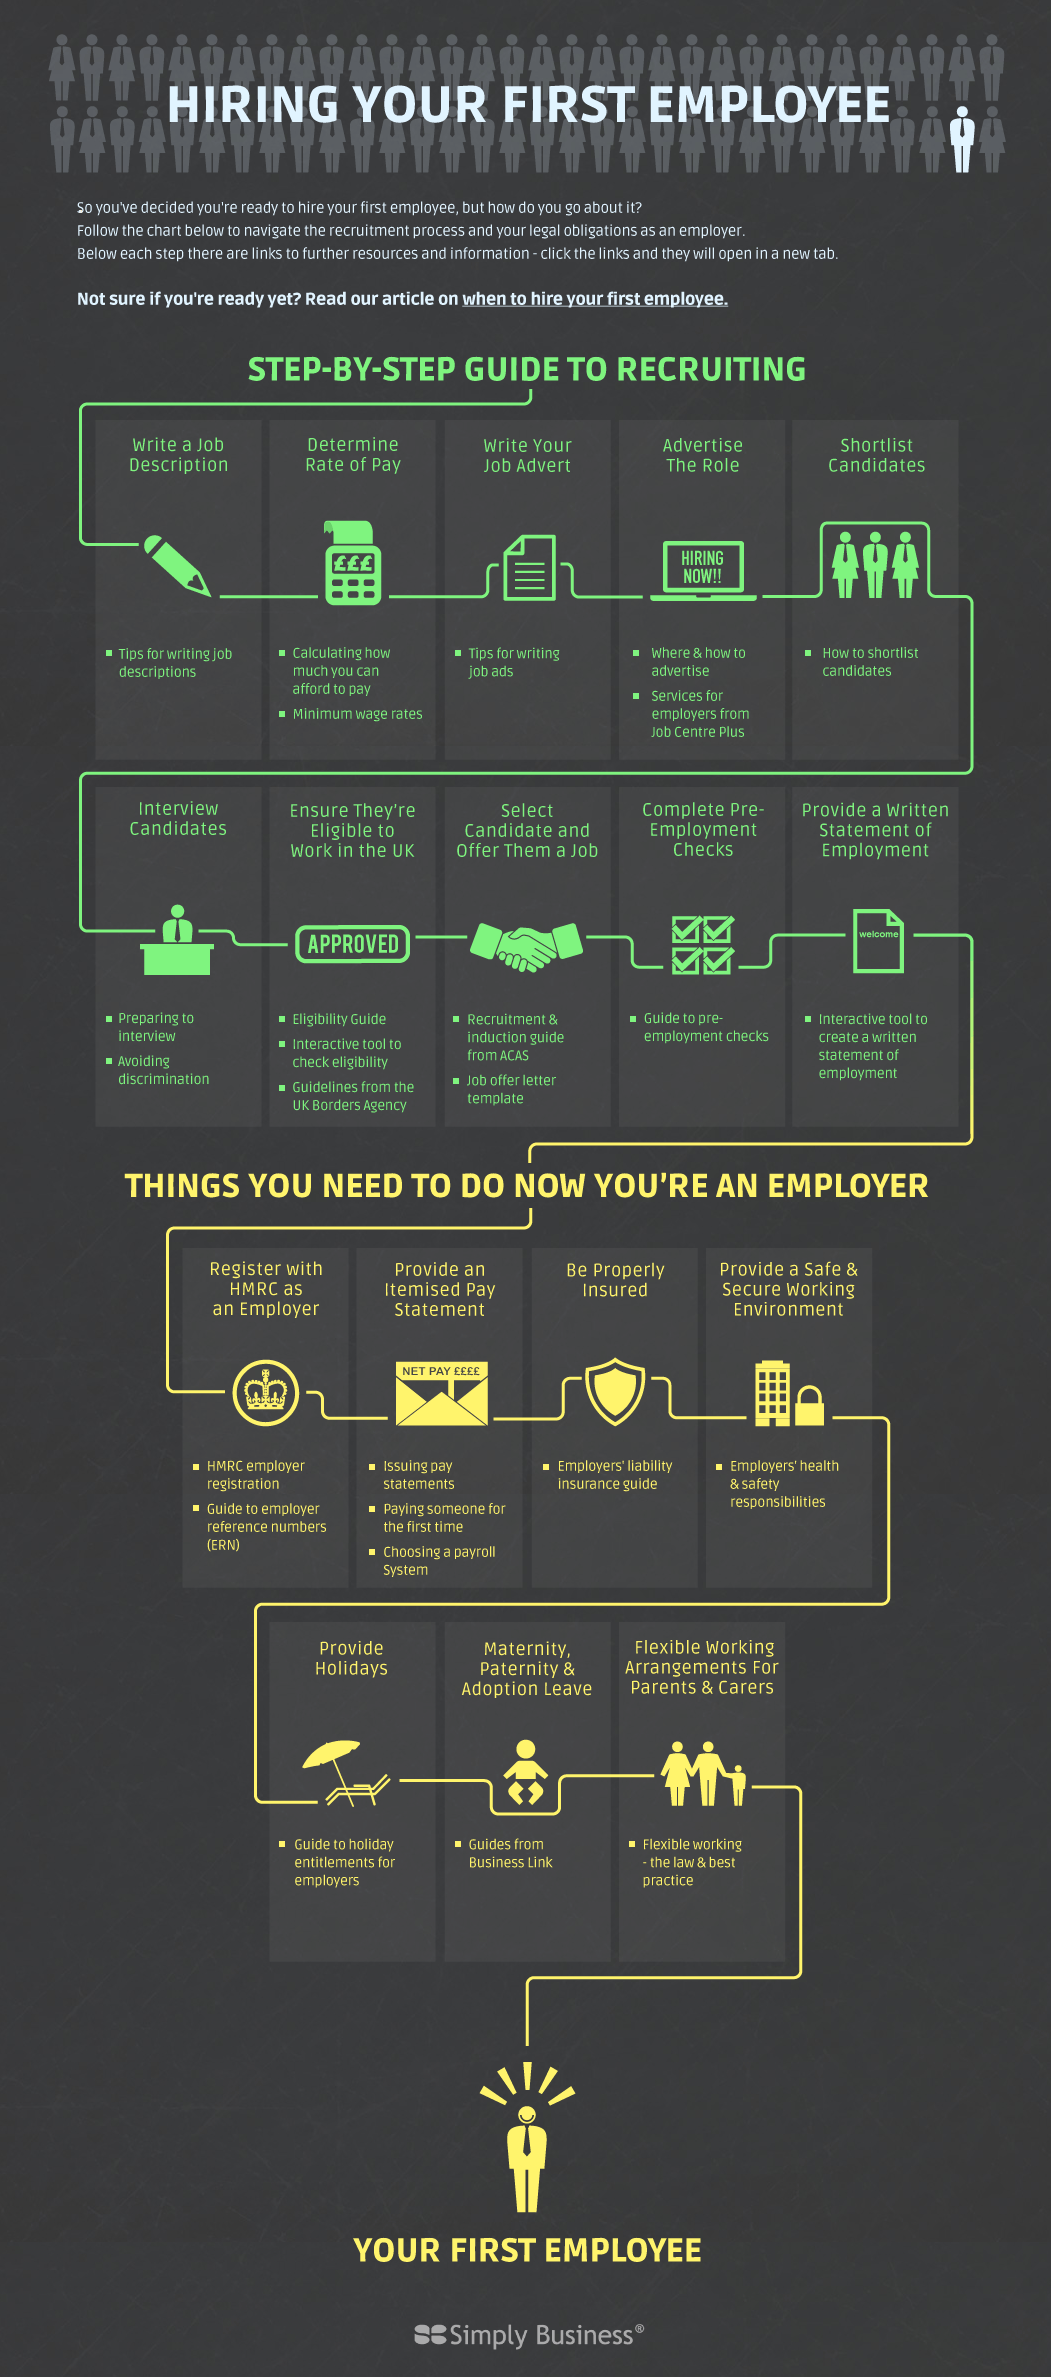 HIRING YOUR FIRST EMPLOYEE
So you've decided you're ready to hire your first employee, but how do you go about it?
Follow the chart below to navigate the recruitment process and your legal obligations as an employer.
Below each step there are links to further resources and information - click the links and they will open in a new tab.
Not sure if you're ready yet? Read our article on when to hire your first employee.
STEP-BY-STEP GUIDE TO RECRUITING
Write a Job
Description
Tips for writing job
descriptions
Determine
Rate of Pay
£££
Calculating how
much you can
afford to pay
Minimum wage rates
Write Your
Job Advert
Tips for writing
job ads
Advertise
The Role
HIRING
NOW!!
Where & how to
advertise
Services for
employers from
Job Centre Plus
Shortlist
Candidates
How to shortlist
candidates
Interview
Candidates
Preparing to
interview
Avoiding
discrimination
Ensure They're
Eligible to
Work in the UK
APPROVED
Eligibility Guide
Interactive tool to
check eligibility
Guidelines from the
UK Borders Agency
Select
Candidate and
Offer Them a Job
Recruitment &
induction guide
from ACAS
Job offer letter
template
Complete Pre-
Employment
Checks
Guide to pre-
employment checks
Provide a Written
Statement of
Employment
welcome
Interactive tool to
create a written
statement of
employment
THINGS YOU NEED TO DO NOW YOU'RE AN EMPLOYER
Register with
HMRC as
an Employer
HMRC employer
registration
Guide to employer
reference numbers
(ERN)
Provide an
Itemised Pay
Statement
NET PAY ££££
Issuing pay
statements
Paying someone for
the first time
Choosing a payroll
System
Be Properly
Insured
Employers' liability
insurance guide
Provide a Safe &
Secure Working
Environment
Employers' health
& safety
responsibilities
Provide
Holidays
Guide to holiday
entitlements for
employers
Maternity,
Paternity &
Adoption Leave
Guides from
Business Link
Flexible Working
Arrangements For
Parents & Carers
Flexible working
- the law & best
practice
YOUR FIRST EMPLOYEE
Simply Business®